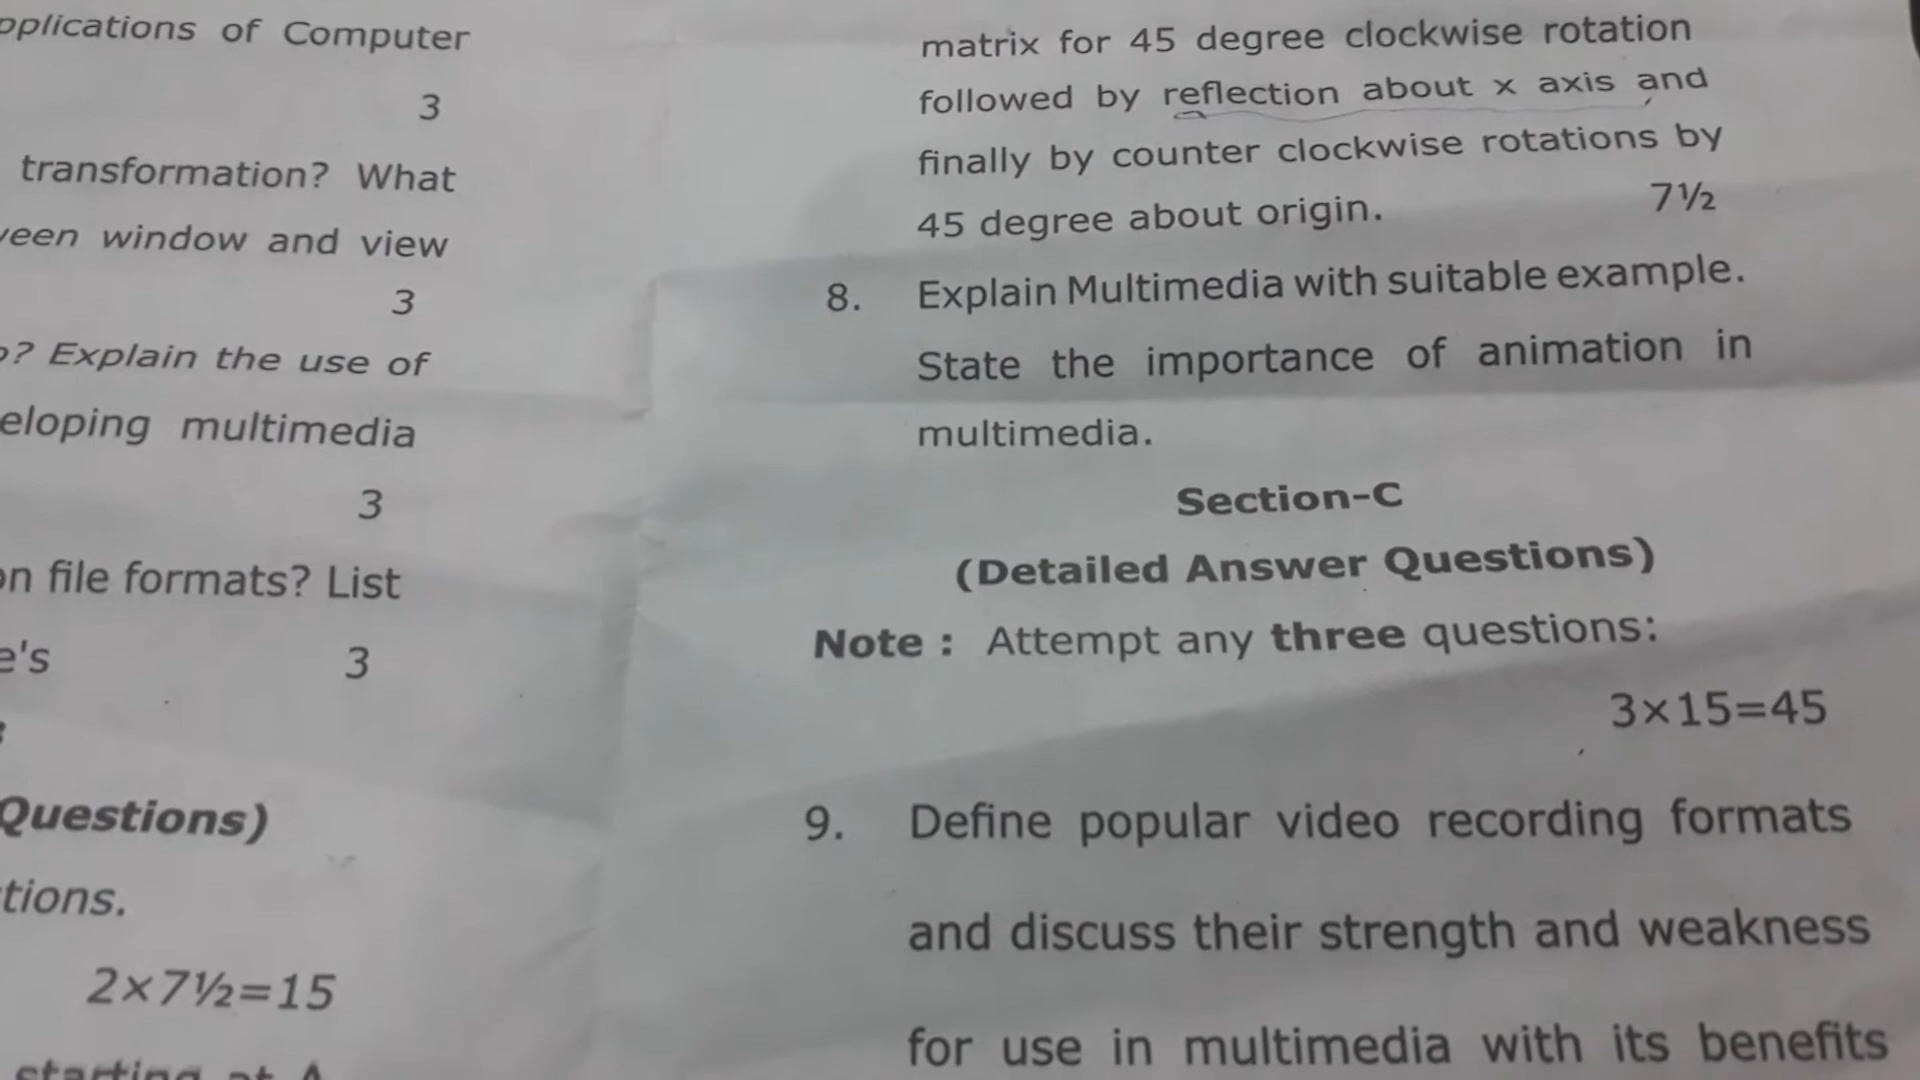 of Computer
3
transformation? What
window and view
3
Explain the use of
multimedia
3
file formats? List
3
Questions)
2×7½=15
matrix for 45 degree clockwise rotation
followed by reflection about x axis and
finally by counter clockwise rotations by
45 degree about origin. 7½
8. Explain Multimedia with suitable example.
State the importance of animation in
multimedia.
Section-C
(Detailed Answer Questions)
Note : Attempt any three questions:
3×15=45
9. Define popular video recording formats
and discuss their strength and weakness
for use in multimedia with its benefits